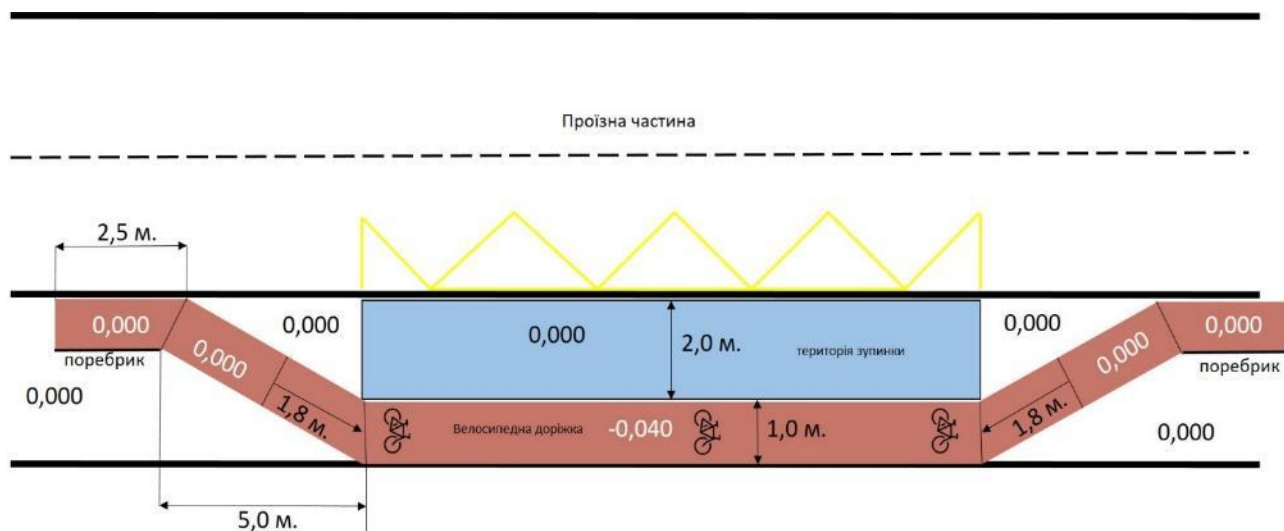 Проїзна частина
2,5 м.
0,000
0,000
0,000
2,0 м.
територія зупинки
0,000
0,000
0,000
поребрик
0,000
0,000
поребрик
0,000
1,8 м.
Велосипедна доріжка
-0,040
1,0 м.
1,8 м.
0,000
5,0 м.